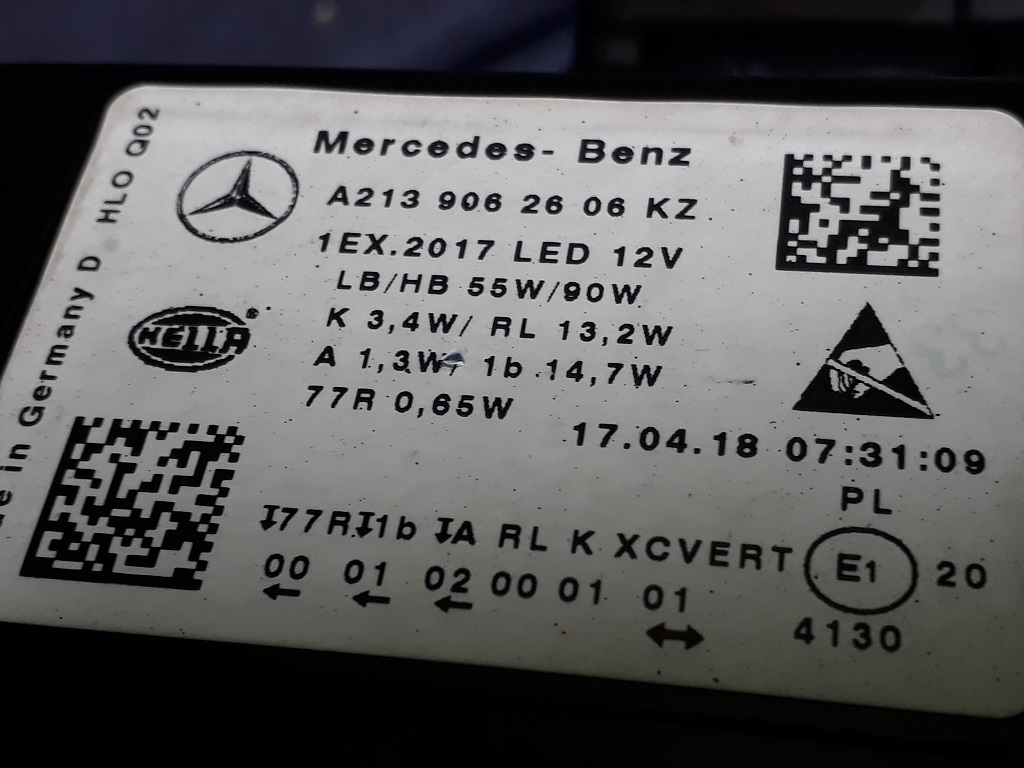 Mercedes- Benz
A213 906 26 06 KZ
1EX.2017 LED 12V
LB/HB 55W/90W
K 3,4W/ RL 13,2W
A 1,3W, 1b 14,7W
77R 0,65W
HELLA®
17.04.18 07:31:09
PL
↧77R↧1b ↧A RL K XCVERT E1 20
00 01 02 00 01 01
4130
in Germany D HLO Q02